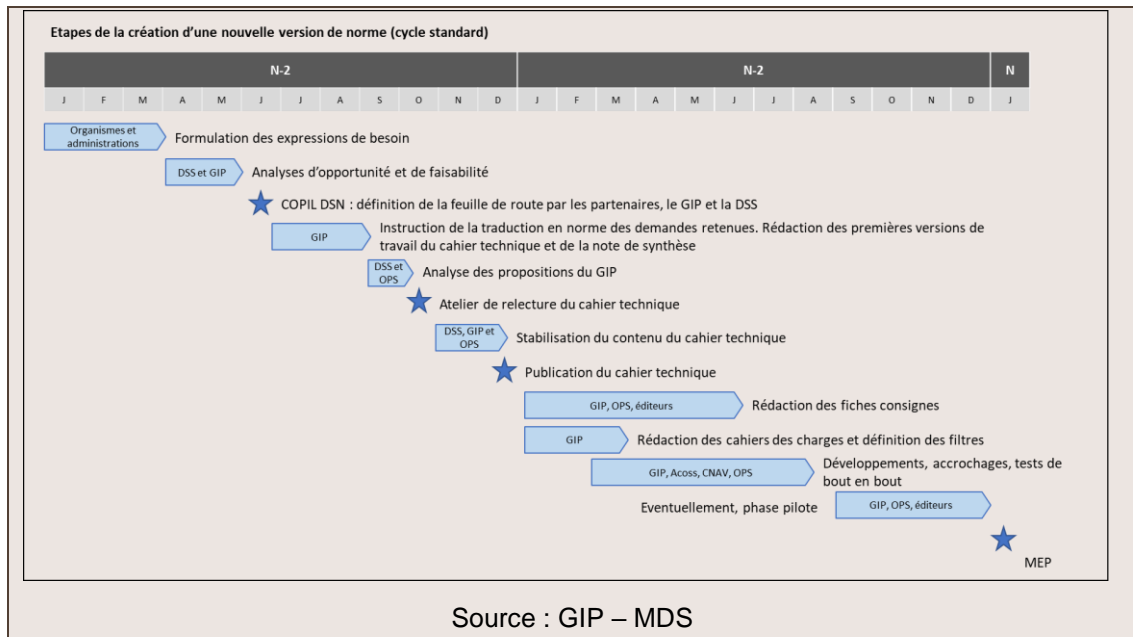 Etapes de la création d'une nouvelle version de norme (cycle standard)
N-2 N-2 N
J F M A M J J A S O N D J F M A M J J A S O N D J
Organismes et
administrations
Formulation des expressions de besoin
DSS et GIP
Analyses d'opportunité et de faisabilité
COPIL DSN : définition de la feuille de route par les partenaires, le GIP et la DSS
GIP
Instruction de la traduction en norme des demandes retenues. Rédaction des premières versions de
travail du cahier technique et de la note de synthèse
DSS et
OPS
Analyse des propositions du GIP
Atelier de relecture du cahier technique
DSS, GIP et
OPS
Stabilisation du contenu du cahier technique
Publication du cahier technique
GIP, OPS, éditeurs
Rédaction des fiches consignes
GIP
Rédaction des cahiers des charges et définition des filtres
GIP, Acoss, CNAV, OPS
Développements, accrochages, tests de
bout en bout
Eventuellement, phase pilote
GIP, OPS, éditeurs
MEP
Source : GIP – MDS